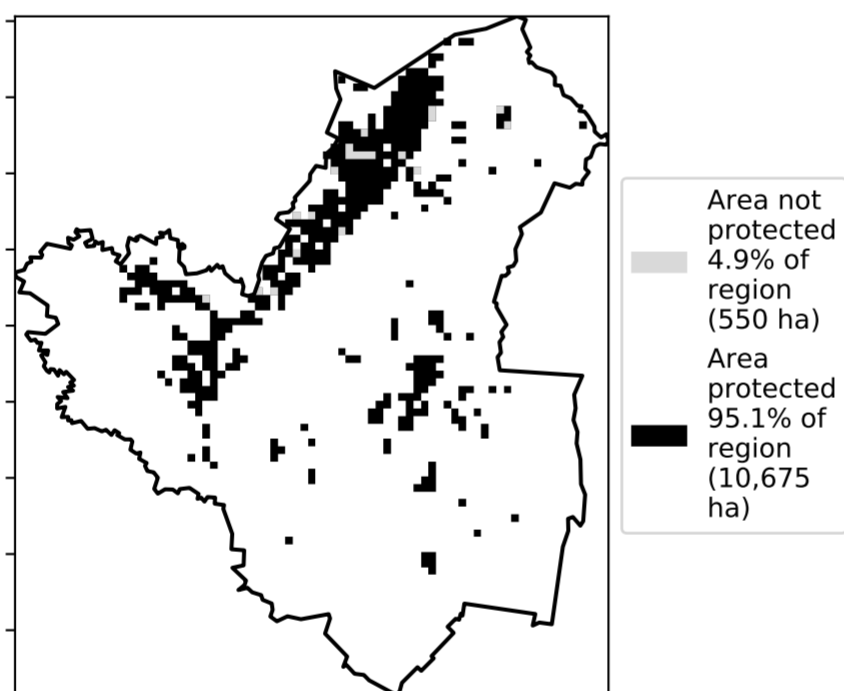 Area not
protected
4.9% of
region
(550 ha)
Area
protected
95.1% of
region
(10,675
ha)